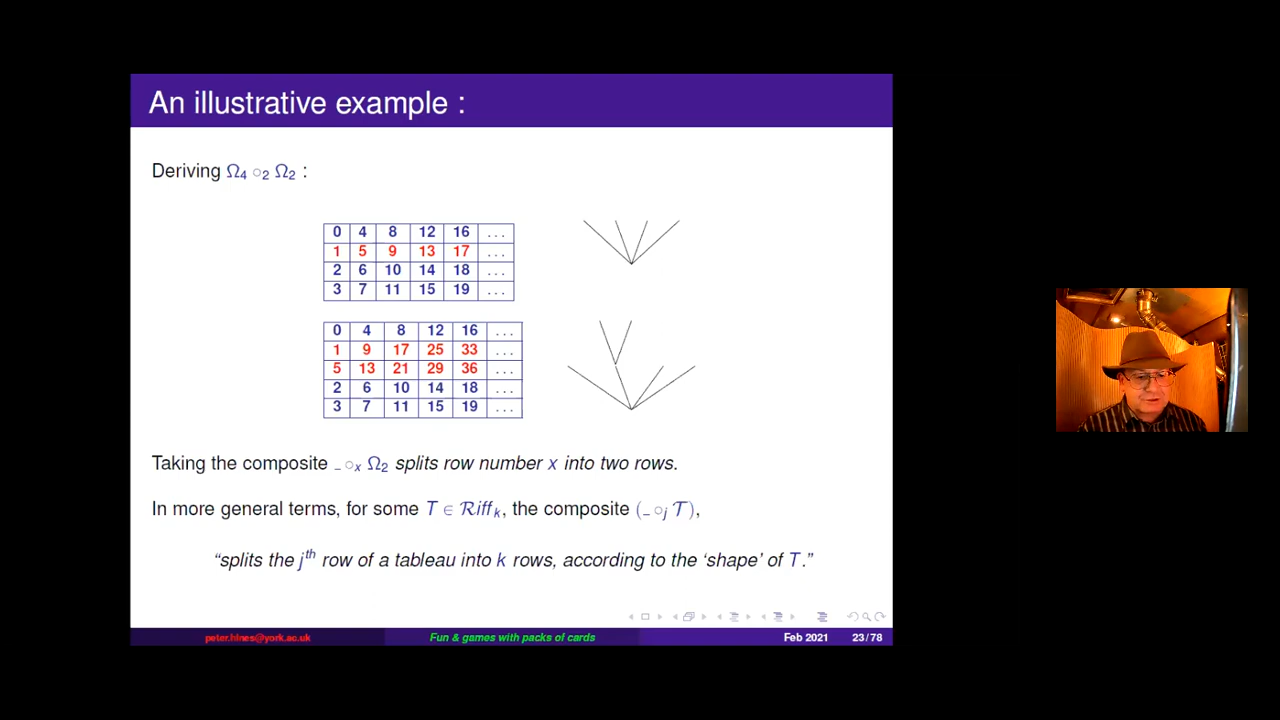 An illustrative example :
Deriving Ω₄ ∘₂ Ω₂ :
0 4 8 12 16 ...
1 5 9 13 17 ...
2 6 10 14 18 ...
3 7 11 15 19 ...
0 4 8 12 16 ...
1 9 17 25 33 ...
5 13 21 29 36 ...
2 6 10 14 18 ...
3 7 11 15 19 ...
Taking the composite _ ∘ₓ Ω₂ splits row number x into two rows.
In more general terms, for some T ∈ Riffₖ, the composite (_ ∘ⱼ T),
“splits the jᵗʰ row of a tableau into k rows, according to the ‘shape’ of T.”
peter.hines@york.ac.uk Fun & games with packs of cards Feb 2021 23/78